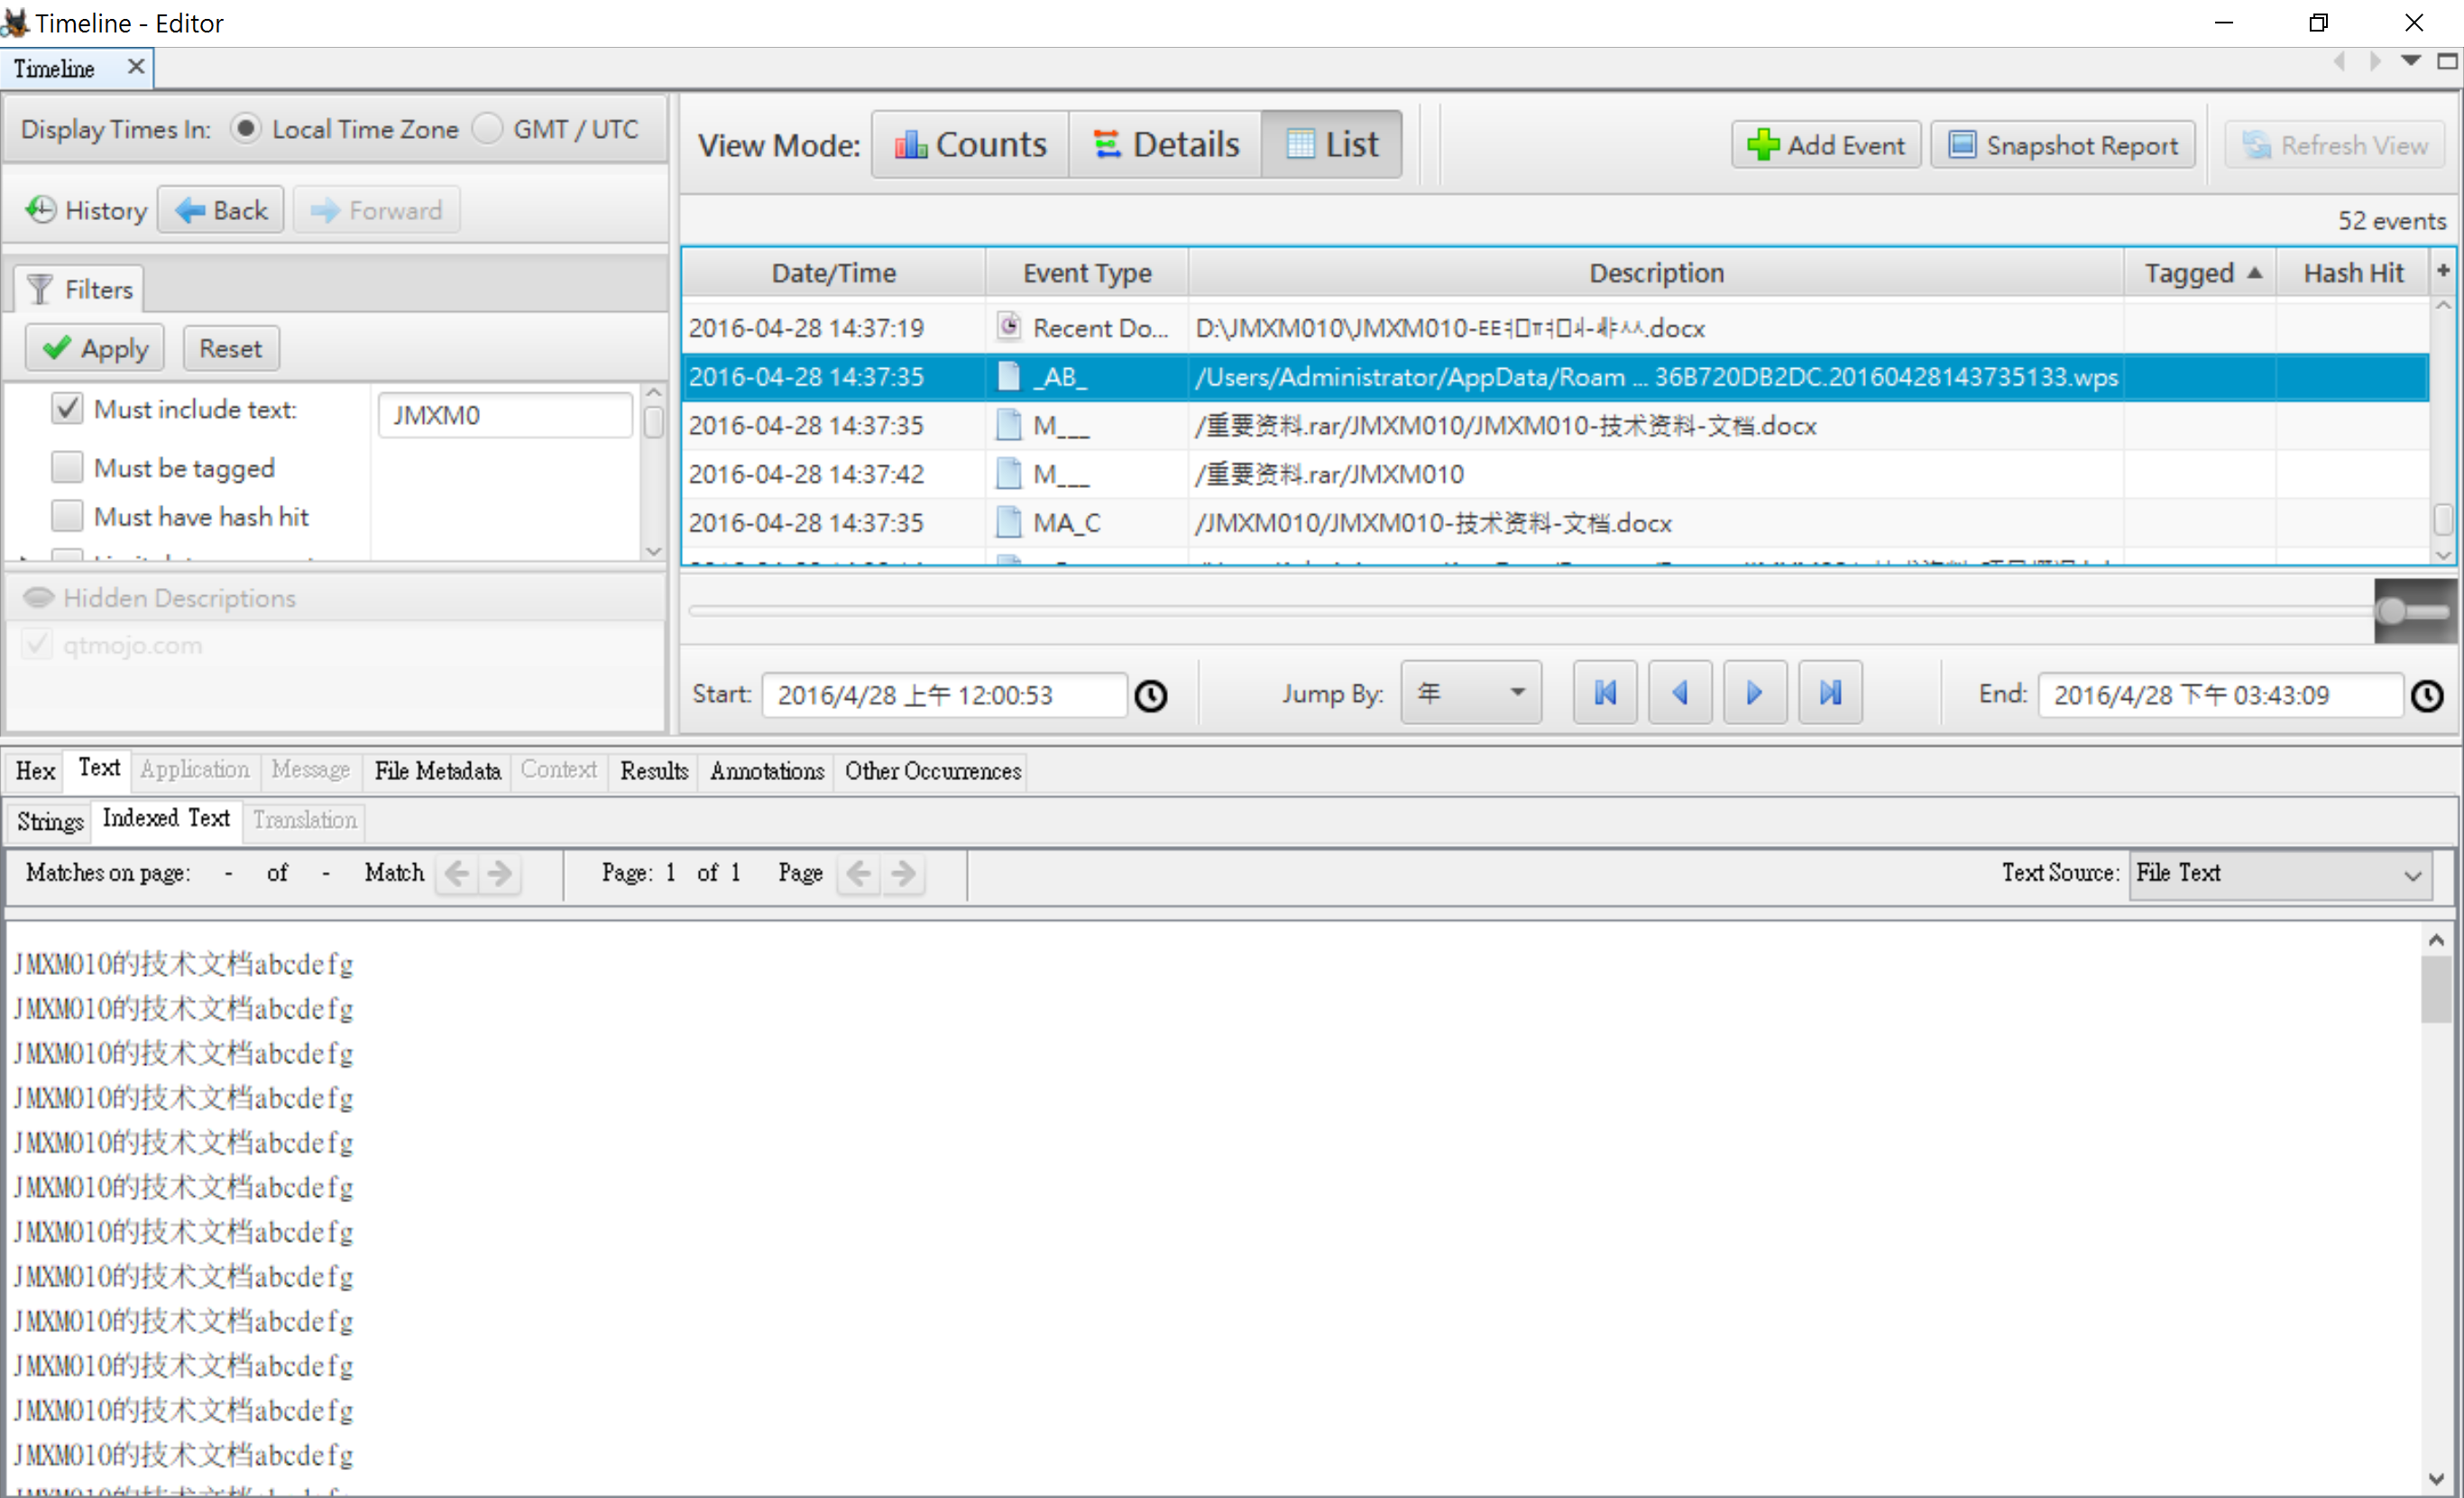 Timeline - Editor
Timeline
Display Times In: Local Time Zone GMT / UTC
View Mode: Counts Details List
Add Event Snapshot Report Refresh View
History Back Forward
52 events
Filters
Apply Reset
Must include text: JMXM0
Must be tagged
Must have hash hit
Hidden Descriptions
qtmojo.com
Date/Time Event Type Description Tagged Hash Hit
2016-04-28 14:37:19 Recent Do... D:\JMXM010\JMXM010-
.docx
2016-04-28 14:37:35 _AB_ /Users/Administrator/AppData/Roam ... 36B720DB2DC.20160428143735133.wps
2016-04-28 14:37:35 M___ /重要资料.rar/JMXM010/JMXM010-技术资料-文档.docx
2016-04-28 14:37:42 M___ /重要资料.rar/JMXM010
2016-04-28 14:37:35 MA_C /JMXM010/JMXM010-技术资料-文档.docx
Start: 2016/4/28 上午 12:00:53 Jump By: 年 End: 2016/4/28 下午 03:43:09
Hex Text Application Message File Metadata Context Results Annotations Other Occurrences
Strings Indexed Text Translation
Matches on page: - of - Match Page: 1 of 1 Page Text Source: File Text
JMXM010的技术文档abcdefg
JMXM010的技术文档abcdefg
JMXM010的技术文档abcdefg
JMXM010的技术文档abcdefg
JMXM010的技术文档abcdefg
JMXM010的技术文档abcdefg
JMXM010的技术文档abcdefg
JMXM010的技术文档abcdefg
JMXM010的技术文档abcdefg
JMXM010的技术文档abcdefg
JMXM010的技术文档abcdefg
JMXM010的技术文档abcdefg